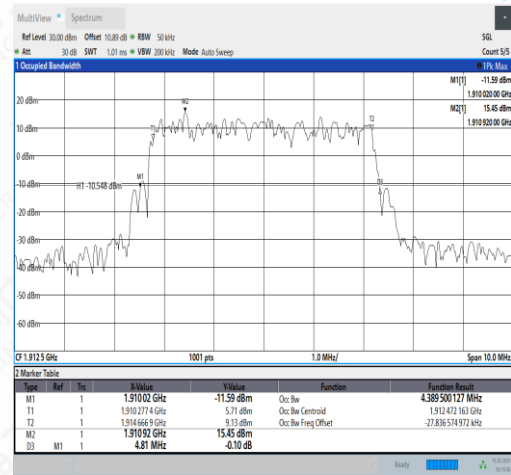 MultiView Spectrum
Ref Level 30.00 dBm Offset 10.89 dB RBW 50 kHz SGL
Att 30 dB SWT 1.01 ms VBW 200 kHz Mode Auto Sweep Count 5/5
1 Occupied Bandwidth 1Pk Max
M1[1] -11.59 dBm
1.910 020 00 GHz
M2[1] 15.45 dBm
1.910 920 00 GHz
20 dBm
M2
T2
10 dBm
0 dBm
-10 dBm
H1 -10.548 dBm
M1
D3
-20 dBm
-30 dBm
-40 dBm
-50 dBm
-60 dBm
CF 1.912 5 GHz 1001 pts 1.0 MHz/ Span 10.0 MHz
2 Marker Table
Type Ref Trc X-Value Y-Value Function Function Result
M1 1 1.910 02 GHz -11.59 dBm Occ Bw 4.389 500 127 MHz
T1 1 1.910 277 4 GHz 5.71 dBm Occ Bw Centroid 1.912 472 163 GHz
T2 1 1.914 666 9 GHz 9.13 dBm Occ Bw Freq Offset -27.836 574 972 kHz
M2 1 1.910 92 GHz 15.45 dBm
D3 M1 1 4.81 MHz -0.10 dB
Ready